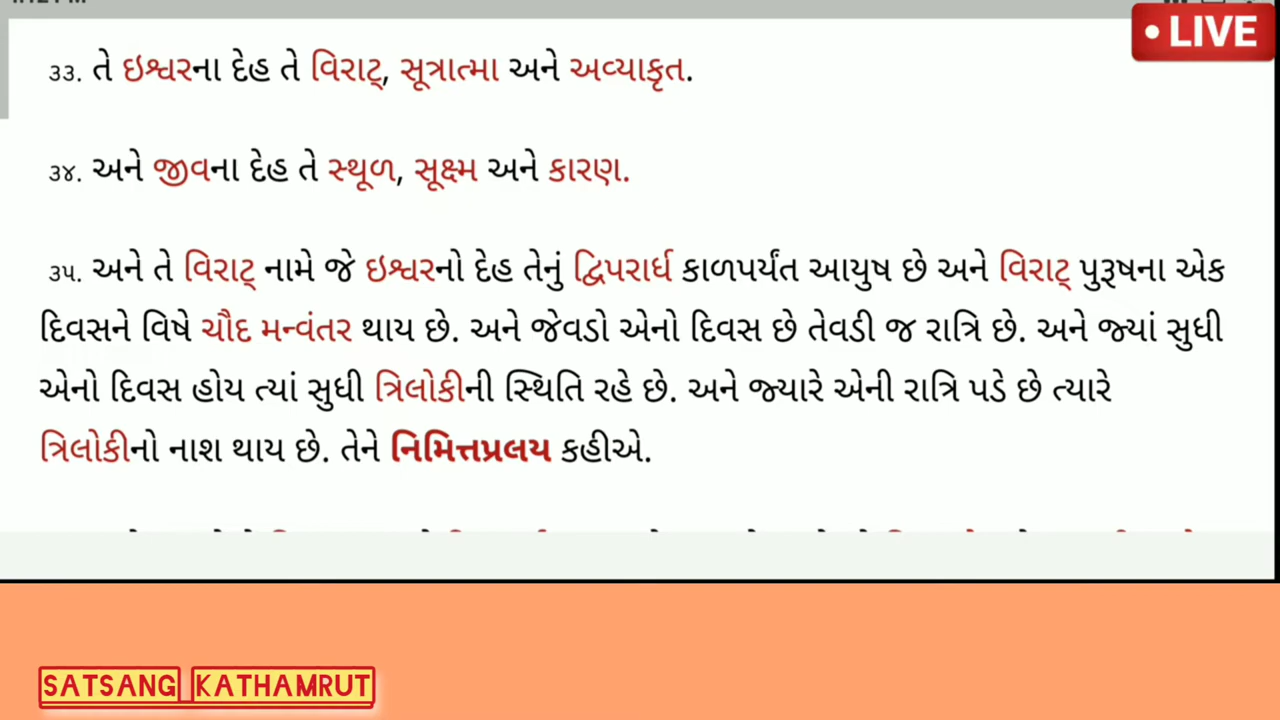 • LIVE
૩૩. તે ઇશ્વરના દેહ તે વિરાટ્, સૂત્રાત્મા અને અવ્યાકૃત.
૩૪. અને જીવના દેહ તે સ્થૂળ, સૂક્ષ્મ અને કારણ.
૩૫. અને તે વિરાટ્ નામે જે ઇશ્વરનો દેહ તેનું દ્વિપરાર્ધ કાળપર્યંત આયુષ છે અને વિરાટ્ પુરૂષના એક
દિવસને વિષે ચૌદ મન્વંતર થાય છે. અને જેવડો એનો દિવસ છે તેવડી જ રાત્રિ છે. અને જ્યાં સુધી
એનો દિવસ હોય ત્યાં સુધી ત્રિલોકીની સ્થિતિ રહે છે. અને જ્યારે એની રાત્રિ પડે છે ત્યારે
ત્રિલોકીનો નાશ થાય છે. તેને નિમિત્તપ્રલય કહીએ.
SATSANG KATHAMRUT